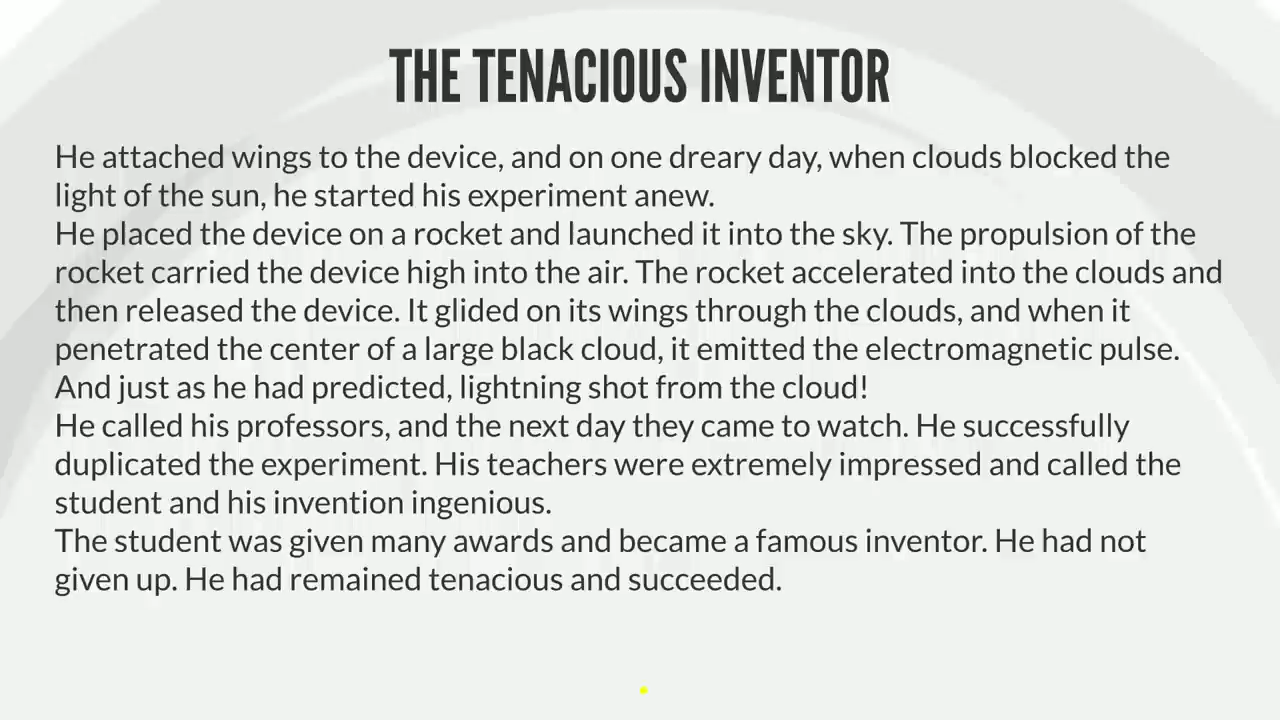 THE TENACIOUS INVENTOR
He attached wings to the device, and on one dreary day, when clouds blocked the
light of the sun, he started his experiment anew.
He placed the device on a rocket and launched it into the sky. The propulsion of the
rocket carried the device high into the air. The rocket accelerated into the clouds and
then released the device. It glided on its wings through the clouds, and when it
penetrated the center of a large black cloud, it emitted the electromagnetic pulse.
And just as he had predicted, lightning shot from the cloud!
He called his professors, and the next day they came to watch. He successfully
duplicated the experiment. His teachers were extremely impressed and called the
student and his invention ingenious.
The student was given many awards and became a famous inventor. He had not
given up. He had remained tenacious and succeeded.